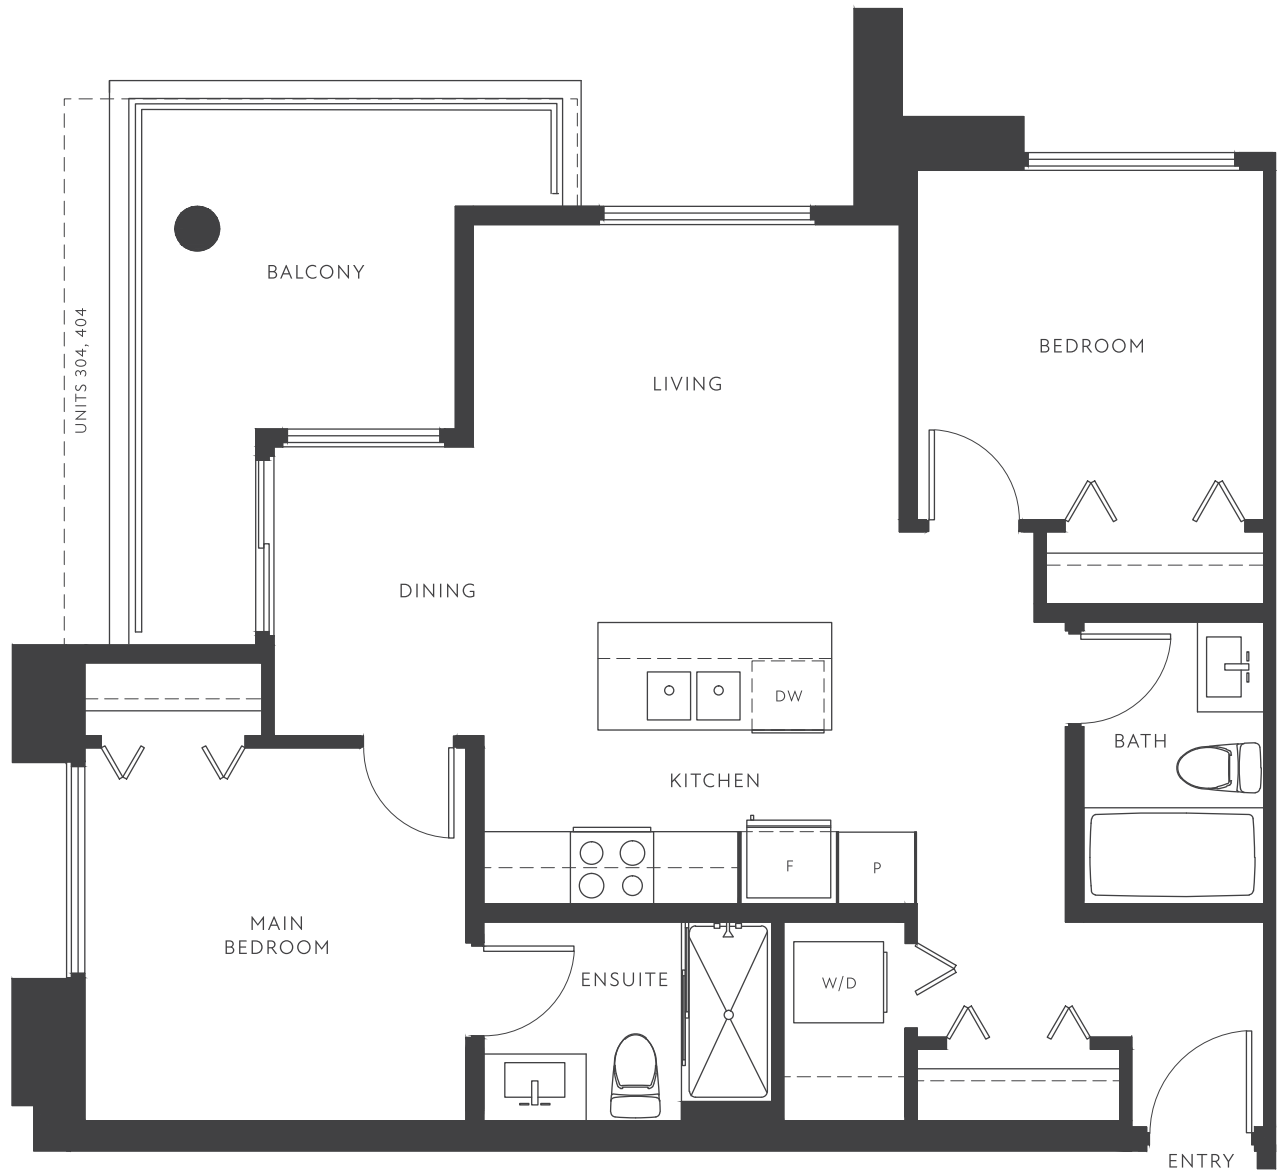 BALCONY
UNITS 304, 404
BEDROOM
LIVING
DINING
DW
BATH
KITCHEN
F
P
MAIN
BEDROOM
ENSUITE
W/D
ENTRY